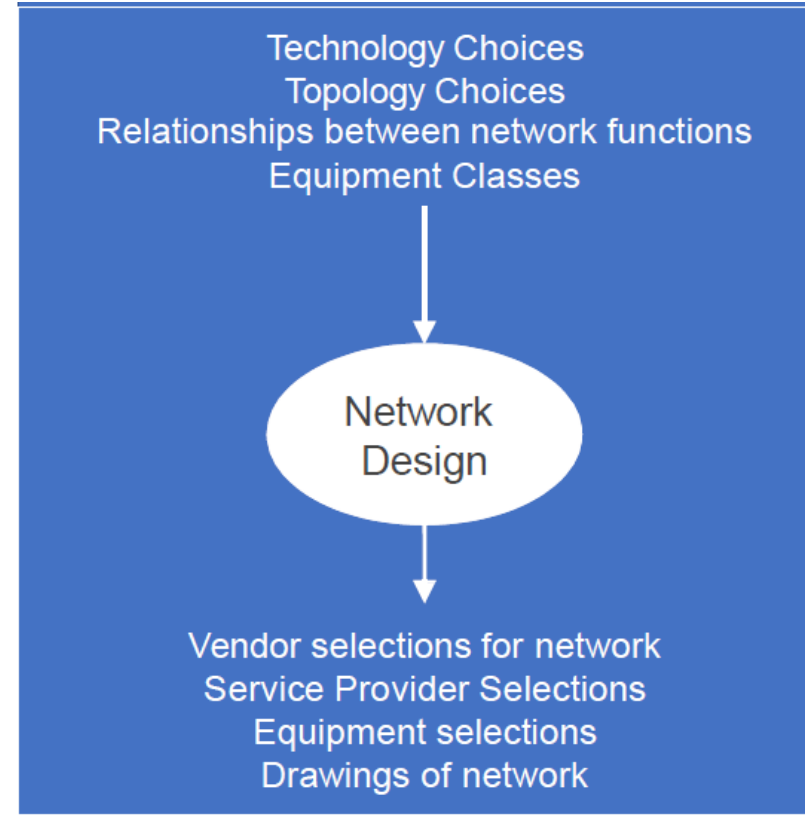 Technology Choices
Topology Choices
Relationships between network functions
Equipment Classes
Network
Design
Vendor selections for network
Service Provider Selections
Equipment selections
Drawings of network